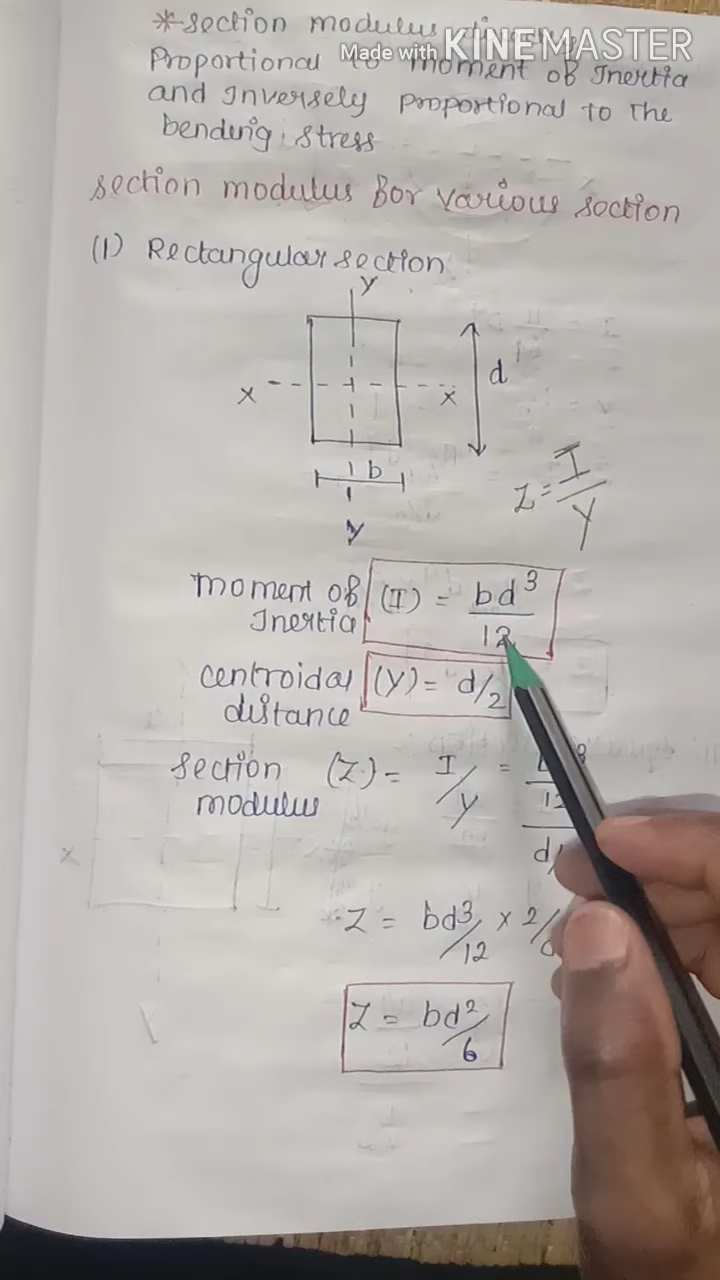 *section modulus
Made with KINEMASTER
Proportional to moment of Inertia
and Inversely proportional to The
bending stress
section modulus for various section
(1) Rectangular section
y
x x d
b
y
Z = I/Y
moment of Inertia (I) = bd³/12
centroidal distance (Y) = d/2
section modulus (Z) = I/Y =
Z = bd³/12 × 2/
Z = bd²/6